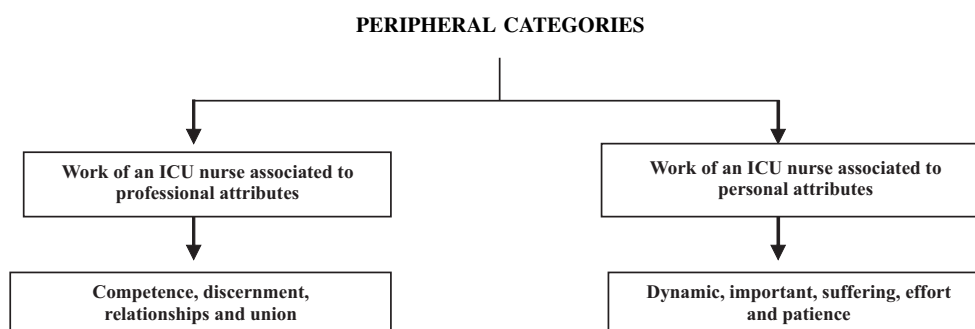 PERIPHERAL CATEGORIES
Work of an ICU nurse associated to
professional attributes
Work of an ICU nurse associated to
personal attributes
Competence, discernment,
relationships and union
Dynamic, important, suffering, effort
and patience